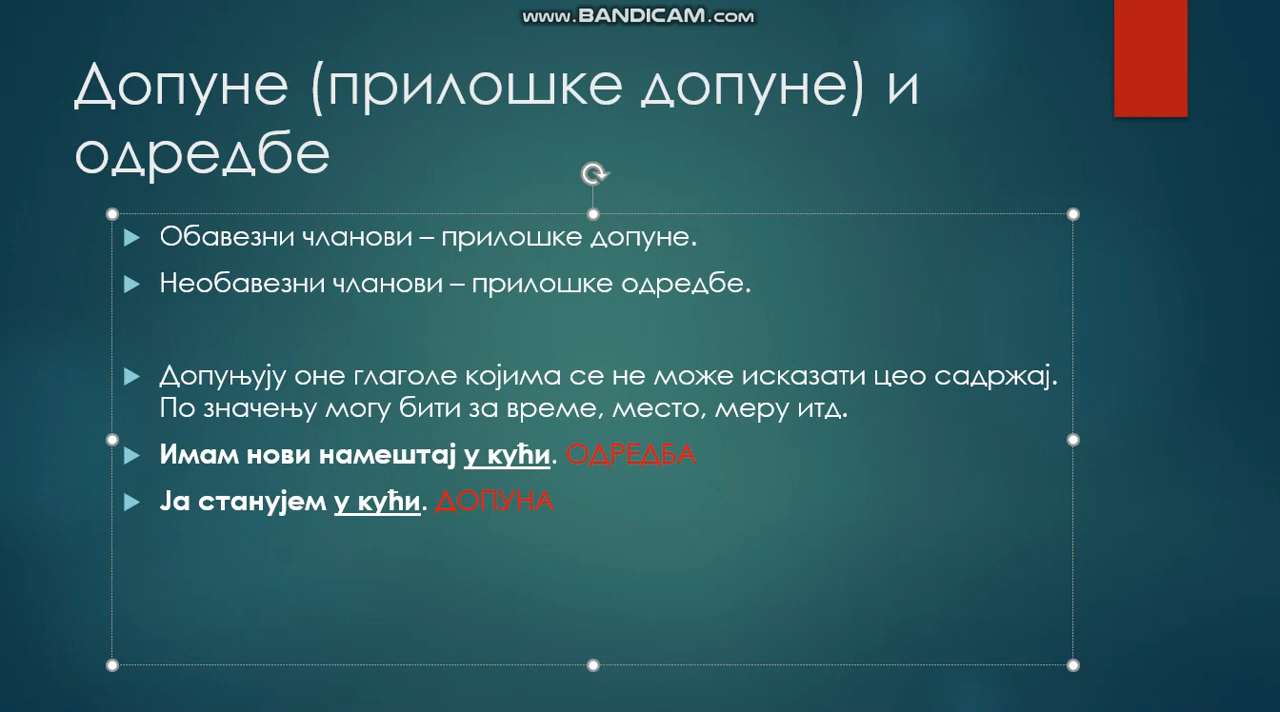 www.BANDICAM.com
Допуне (прилошке допуне) и
одредбе
Обавезни чланови – прилошке допуне.
Необавезни чланови – прилошке одредбе.
Допуњују оне глаголе којима се не може исказати цео садржај.
По значењу могу бити за време, место, меру итд.
Имам нови намештај у кући. ОДРЕДБА
Ја станујем у кући. ДОПУНА